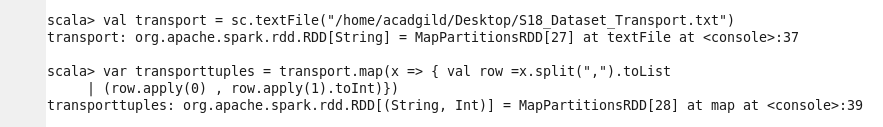 scala> val transport = sc.textFile("/home/acadgild/Desktop/S18_Dataset_Transport.txt")
transport: org.apache.spark.rdd.RDD[String] = MapPartitionsRDD[27] at textFile at <console>:37
scala> var transporttuples = transport.map(x => { val row =x.split(",").toList
| (row.apply(0) , row.apply(1).toInt)})
transporttuples: org.apache.spark.rdd.RDD[(String, Int)] = MapPartitionsRDD[28] at map at <console>:39